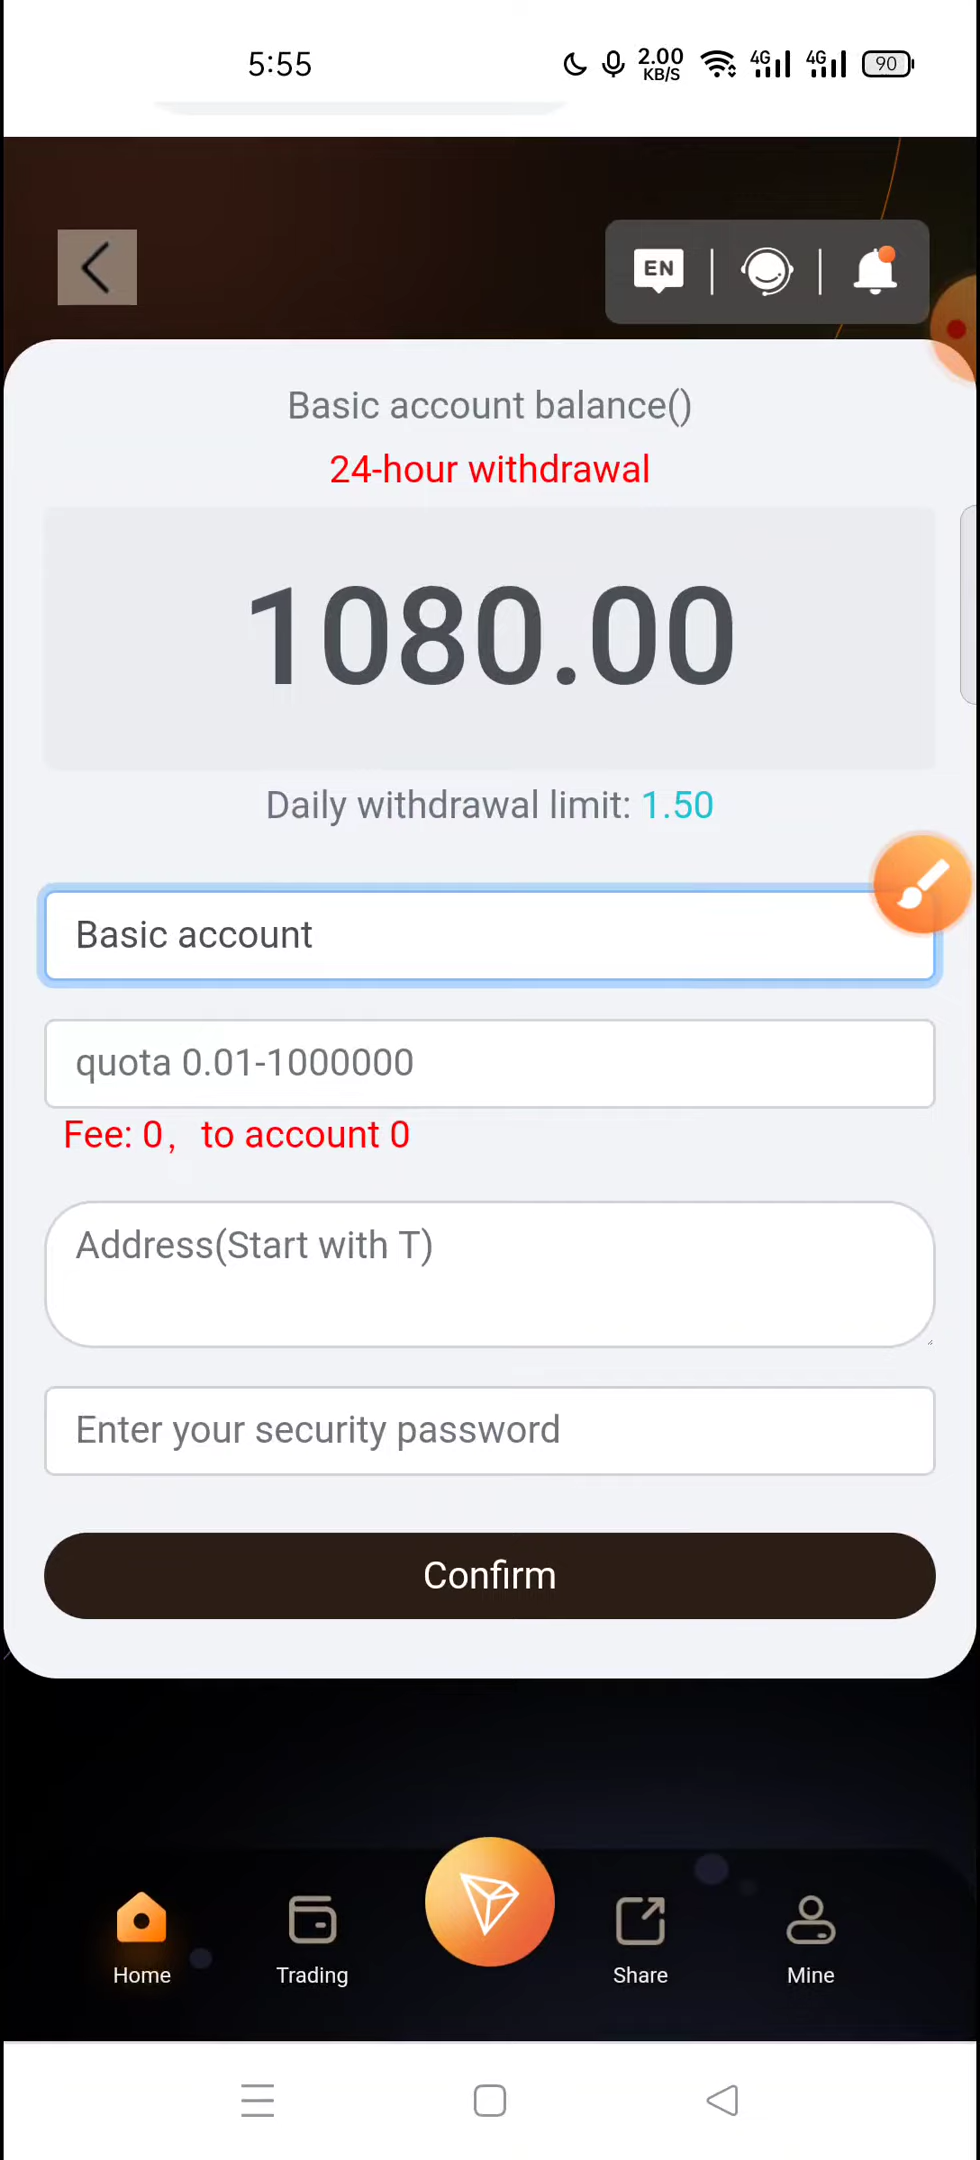 5:55
2.00
KB/S
4G
4G
90
EN
Basic account balance()
24-hour withdrawal
1080.00
Daily withdrawal limit: 1.50
Basic account
quota 0.01-1000000
Fee: 0, to account 0
Address(Start with T)
Enter your security password
Confirm
Home
Trading
Share
Mine